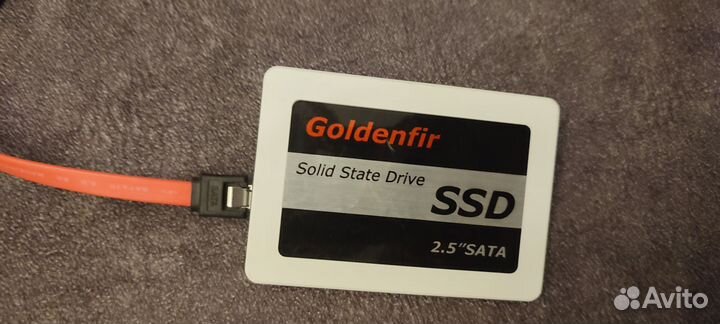 Goldenfir
Solid State Drive
SSD
2.5"SATA
Avito